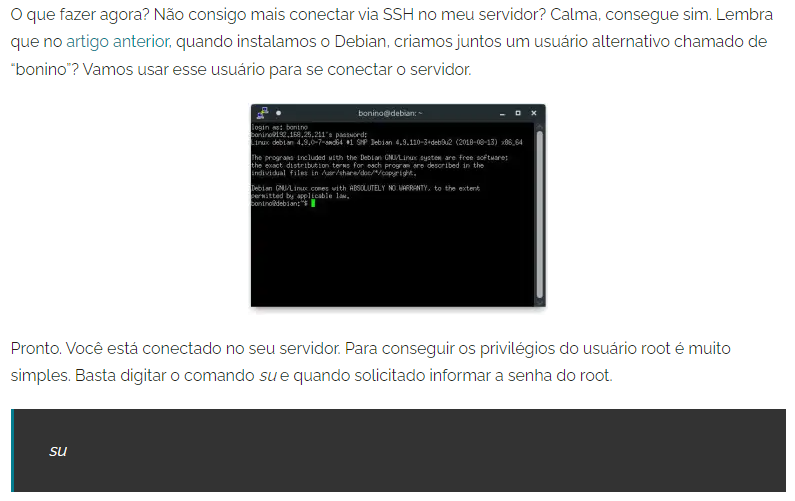 O que fazer agora? Não consigo mais conectar via SSH no meu servidor? Calma, consegue sim. Lembra
que no artigo anterior, quando instalamos o Debian, criamos juntos um usuário alternativo chamado de
“bonino”? Vamos usar esse usuário para se conectar o servidor.
bonino@debian: ~
login as: bonino
bonino@192.168.25.211's password:
Linux debian 4.9.0-7-amd64 #1 SMP Debian 4.9.110-3+deb9u2 (2018-08-13) x86_64
The programs included with the Debian GNU/Linux system are free software;
the exact distribution terms for each program are described in the
individual files in /usr/share/doc/*/copyright.
Debian GNU/Linux comes with ABSOLUTELY NO WARRANTY, to the extent
permitted by applicable law.
bonino@debian:~$
Pronto. Você está conectado no seu servidor. Para conseguir os privilégios do usuário root é muito
simples. Basta digitar o comando su e quando solicitado informar a senha do root.
su